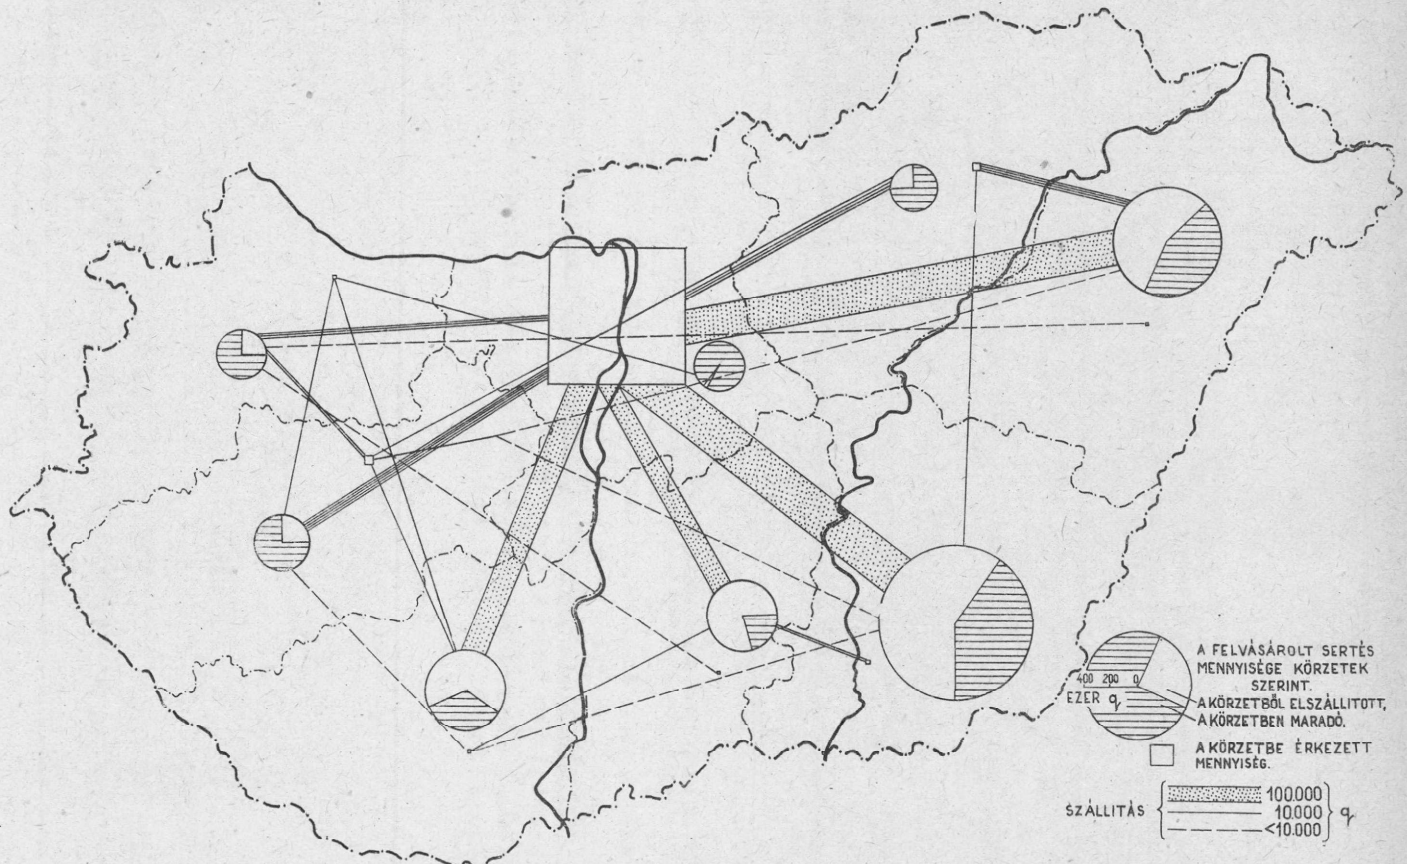 A FELVÁSÁROLT SERTÉS
MENNYISÉGE KÖRZETEK
SZERINT.
400 200 0
EZER q
A KÖRZETBŐL ELSZÁLLITOTT,
A KÖRZETBEN MARADÓ.
A KÖRZETBE ÉRKEZETT
MENNYISÉG.
SZÁLLITÁS
100.000
10.000
<10.000
q